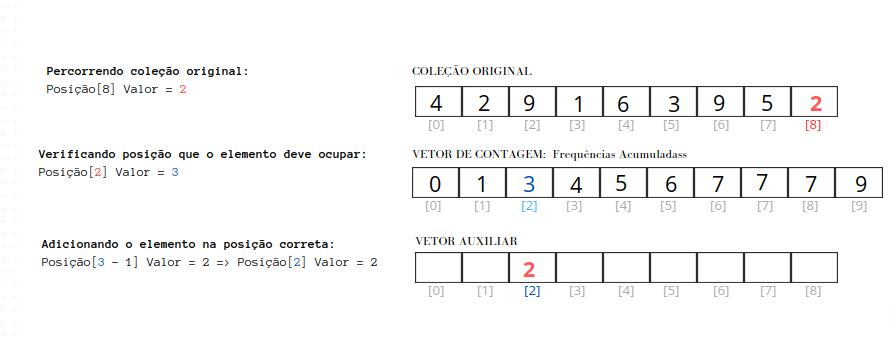 Percorrendo coleção original:
Posição[8] Valor = 2
COLEÇÃO ORIGINAL
4 2 9 1 6 3 9 5 2
[0] [1] [2] [3] [4] [5] [6] [7] [8]
Verificando posição que o elemento deve ocupar:
Posição[2] Valor = 3
VETOR DE CONTAGEM: Frequências Acumuladass
0 1 3 4 5 6 7 7 7 9
[0] [1] [2] [3] [4] [5] [6] [7] [8] [9]
Adicionando o elemento na posição correta:
Posição[3 - 1] Valor = 2 => Posição[2] Valor = 2
VETOR AUXILIAR
2
[0] [1] [2] [3] [4] [5] [6] [7] [8]